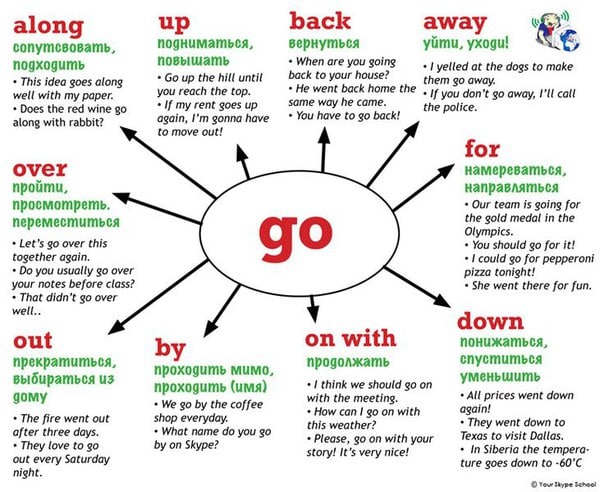 along
сопутсвовать,
подходить
• This idea goes along
well with my paper.
• Does the red wine go
along with rabbit?
up
подниматься,
повышать
• Go up the hill until
you reach the top.
• If my rent goes up
again, I'm gonna have
to move out!
back
вернуться
• When are you going
back to your house?
• He went back home the
same way he came.
• You have to go back!
away
уйти, уходи!
• I yelled at the dogs to make
them go away.
• If you don't go away, I'll call
the police.
over
пройти,
просмотреть.
переместиться
• Let's go over this
together again.
• Do you usually go over
your notes before class?
• That didn't go over
well..
go
for
намереваться,
направляться
• Our team is going for
the gold medal in the
Olympics.
• You should go for it!
• I could go for pepperoni
pizza tonight!
• She went there for fun.
out
прекратиться,
выбираться из
дому
• The fire went out
after three days.
• They love to go
out every Saturday
night.
by
проходить мимо,
проходить (имя)
• We go by the coffee
shop everyday.
• What name do you go
by on Skype?
on with
продолжать
• I think we should go on
with the meeting.
• How can I go on with
this weather?
• Please, go on with your
story! It's very nice!
down
понижаться,
спуститься
уменьшить
• All prices went down
again!
• They went down to
Texas to visit Dallas.
• In Siberia the tempera-
ture goes down to -60'C
© Your Skype School